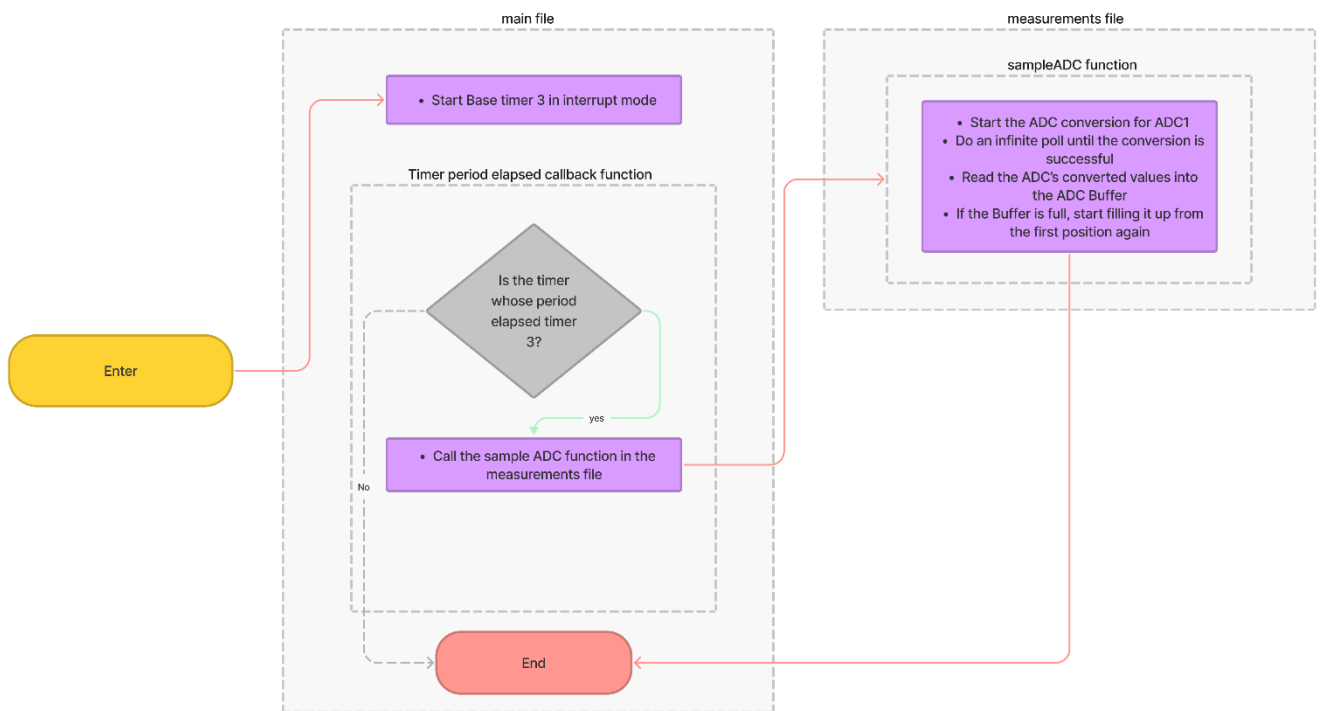 main file
measurements file
• Start Base timer 3 in interrupt mode
sampleADC function
• Start the ADC conversion for ADC1
• Do an infinite poll until the conversion is
successful
• Read the ADC's converted values into
the ADC Buffer
• If the Buffer is full, start filling it up from
the first position again
Timer period elapsed callback function
Is the timer
whose period
elapsed timer
3?
Enter
yes
• Call the sample ADC function in the
measurements file
No
End